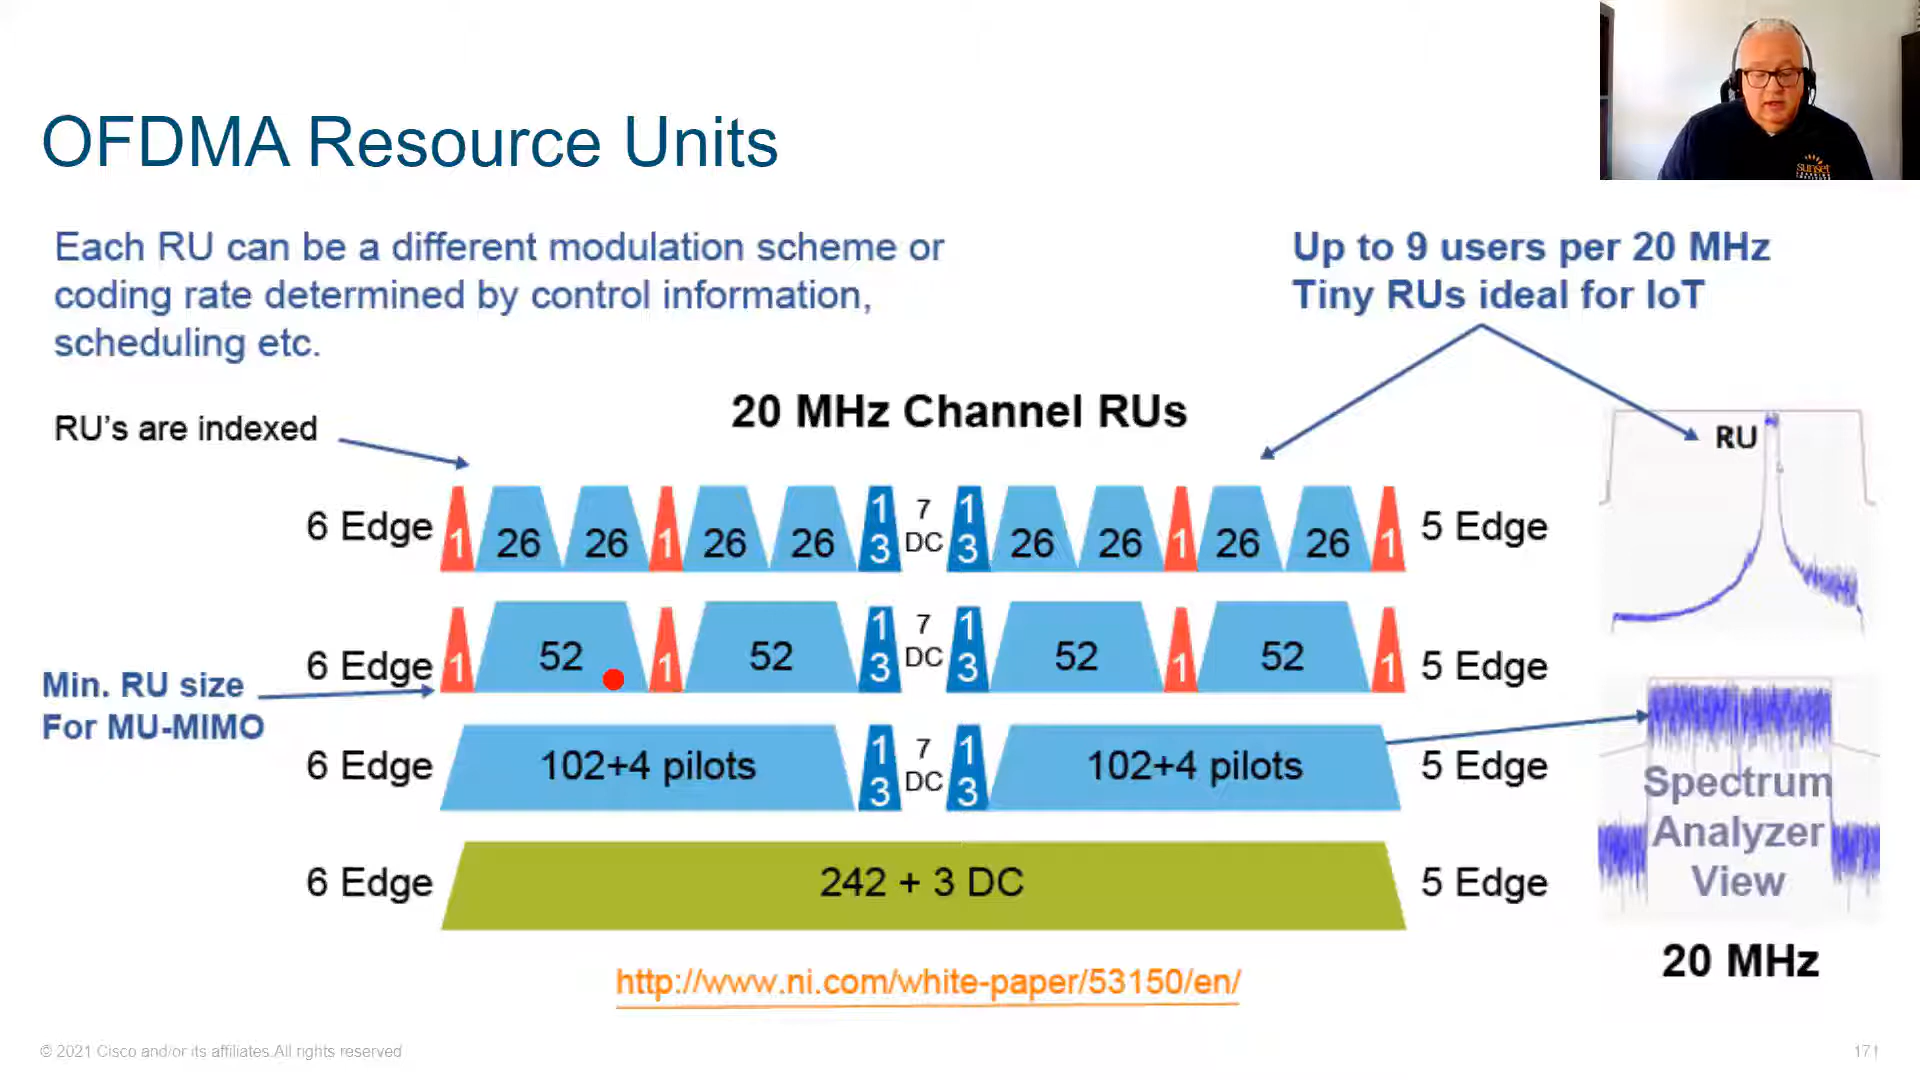 OFDMA Resource Units
sunset
Each RU can be a different modulation scheme or
coding rate determined by control information,
scheduling etc.
Up to 9 users per 20 MHz
Tiny RUs ideal for IoT
RU's are indexed
20 MHz Channel RUs
RU
6 Edge 1 26 26 1 26 26 13 7 DC 13 26 26 1 26 26 1 5 Edge
6 Edge 1 52 1 52 13 7 DC 13 52 1 52 1 5 Edge
Min. RU size
For MU-MIMO
6 Edge 102+4 pilots 13 7 DC 13 102+4 pilots 5 Edge
Spectrum
Analyzer
View
6 Edge 242 + 3 DC 5 Edge
20 MHz
http://www.ni.com/white-paper/53150/en/
© 2021 Cisco and/or its affiliates.All rights reserved
171